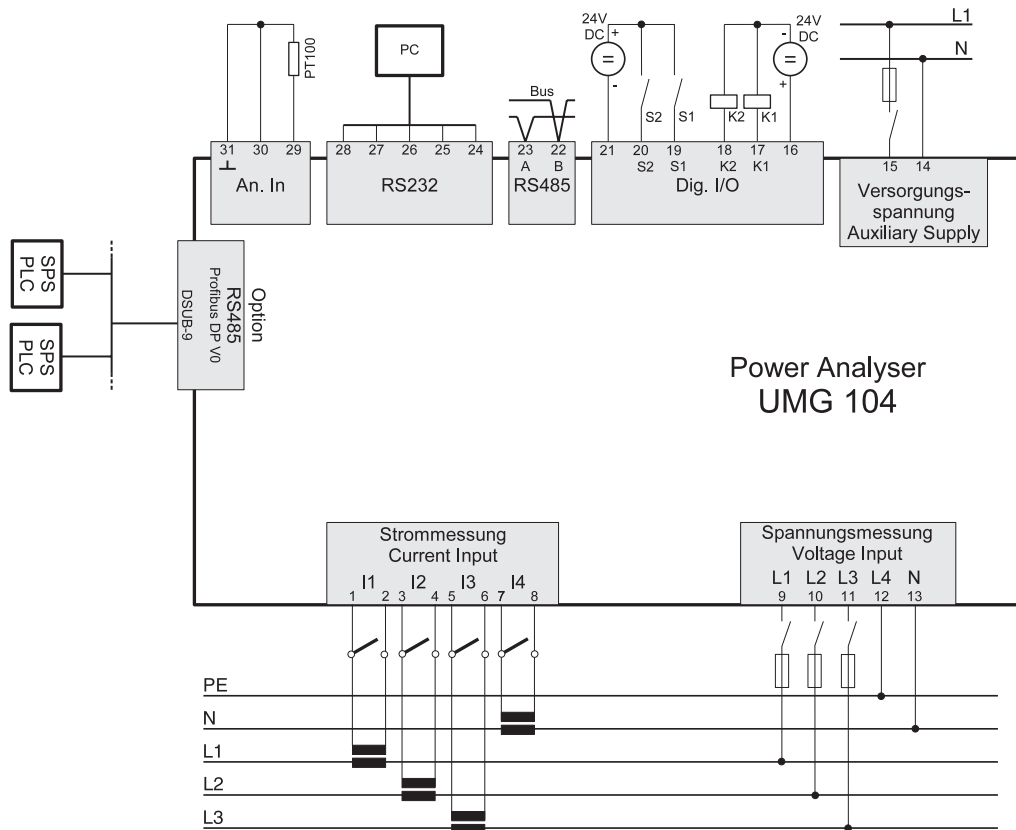 24V DC + -
24V DC - +
L1
N
PT100
PC
Bus
S2 S1
K2 K1
31 30 29
28 27 26 25 24
23 22
21 20 19 18 17 16
15 14
A B
S2 S1 K2 K1
An. In
RS232
RS485
Dig. I/O
Versorgungs-
spannung
Auxiliary Supply
SPS
PLC
SPS
PLC
Option
RS485
Profibus DP V0
DSUB-9
Power Analyser
UMG 104
Strommessung
Current Input
I1 I2 I3 I4
1 2 3 4 5 6 7 8
Spannungsmessung
Voltage Input
L1 L2 L3 L4 N
9 10 11 12 13
PE
N
L1
L2
L3